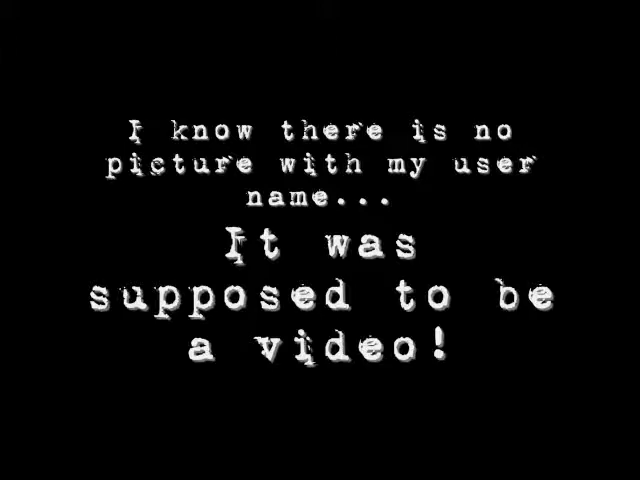 I know there is no
picture with my user
name...
It was
supposed to be
a video!